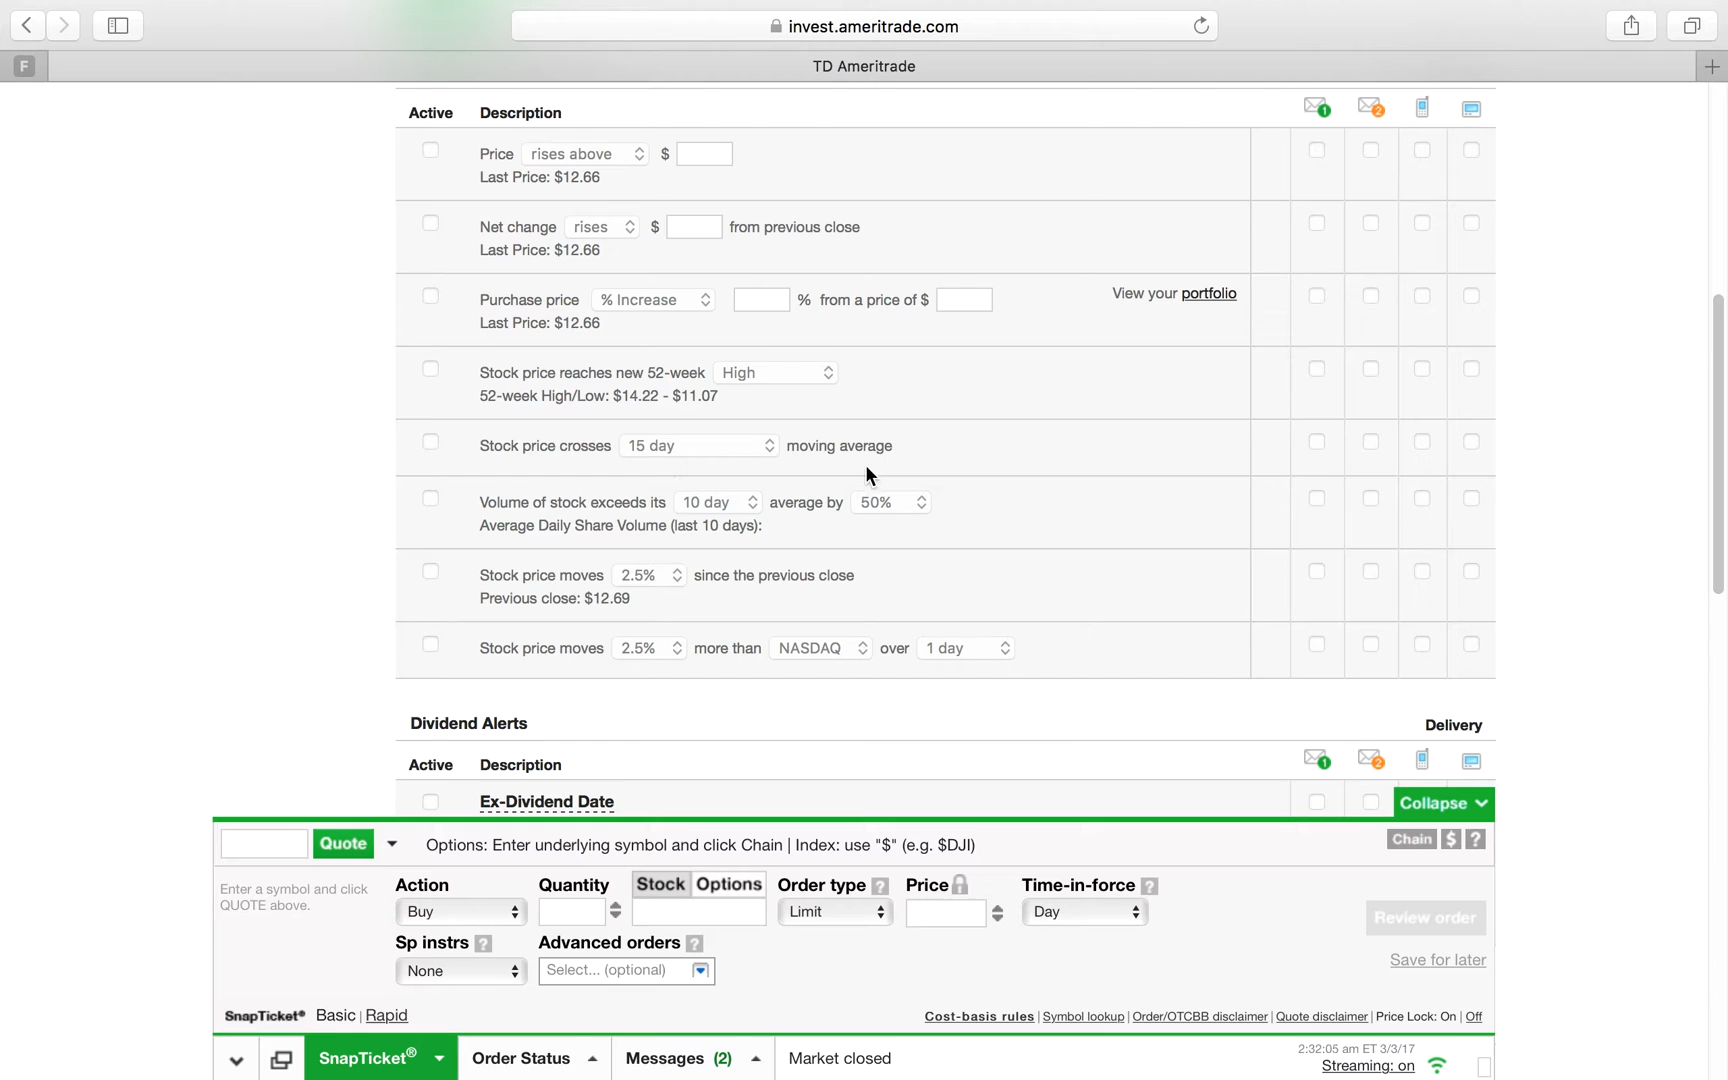 invest.ameritrade.com
F
TD Ameritrade
Active Description 1 2
Price rises above $
Last Price: $12.66
Net change rises $ from previous close
Last Price: $12.66
Purchase price % Increase % from a price of $ View your portfolio
Last Price: $12.66
Stock price reaches new 52-week High
52-week High/Low: $14.22 - $11.07
Stock price crosses 15 day moving average
Volume of stock exceeds its 10 day average by 50%
Average Daily Share Volume (last 10 days):
Stock price moves 2.5% since the previous close
Previous close: $12.69
Stock price moves 2.5% more than NASDAQ over 1 day
Dividend Alerts Delivery
Active Description 1 2
Ex-Dividend Date
Collapse
Quote Options: Enter underlying symbol and click Chain | Index: use "$" (e.g. $DJI) Chain $ ?
Enter a symbol and click
QUOTE above.
Action Quantity Stock Options Order type ? Price Time-in-force ?
Buy Limit Day
Review order
Sp instrs ? Advanced orders ?
None Select... (optional)
Save for later
SnapTicket® Basic | Rapid
Cost-basis rules | Symbol lookup | Order/OTCBB disclaimer | Quote disclaimer | Price Lock: On | Off
SnapTicket® Order Status Messages (2) Market closed
2:32:05 am ET 3/3/17
Streaming: on